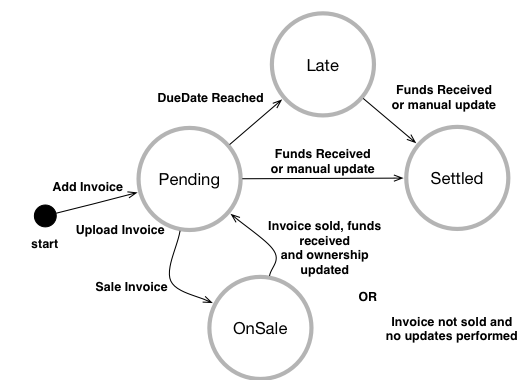 Late
DueDate Reached
Funds Received
or manual update
Funds Received
or manual update
Pending
Settled
Add Invoice
start
Upload Invoice
Invoice sold, funds
received
and ownership
updated
Sale Invoice
OR
OnSale
Invoice not sold and
no updates performed